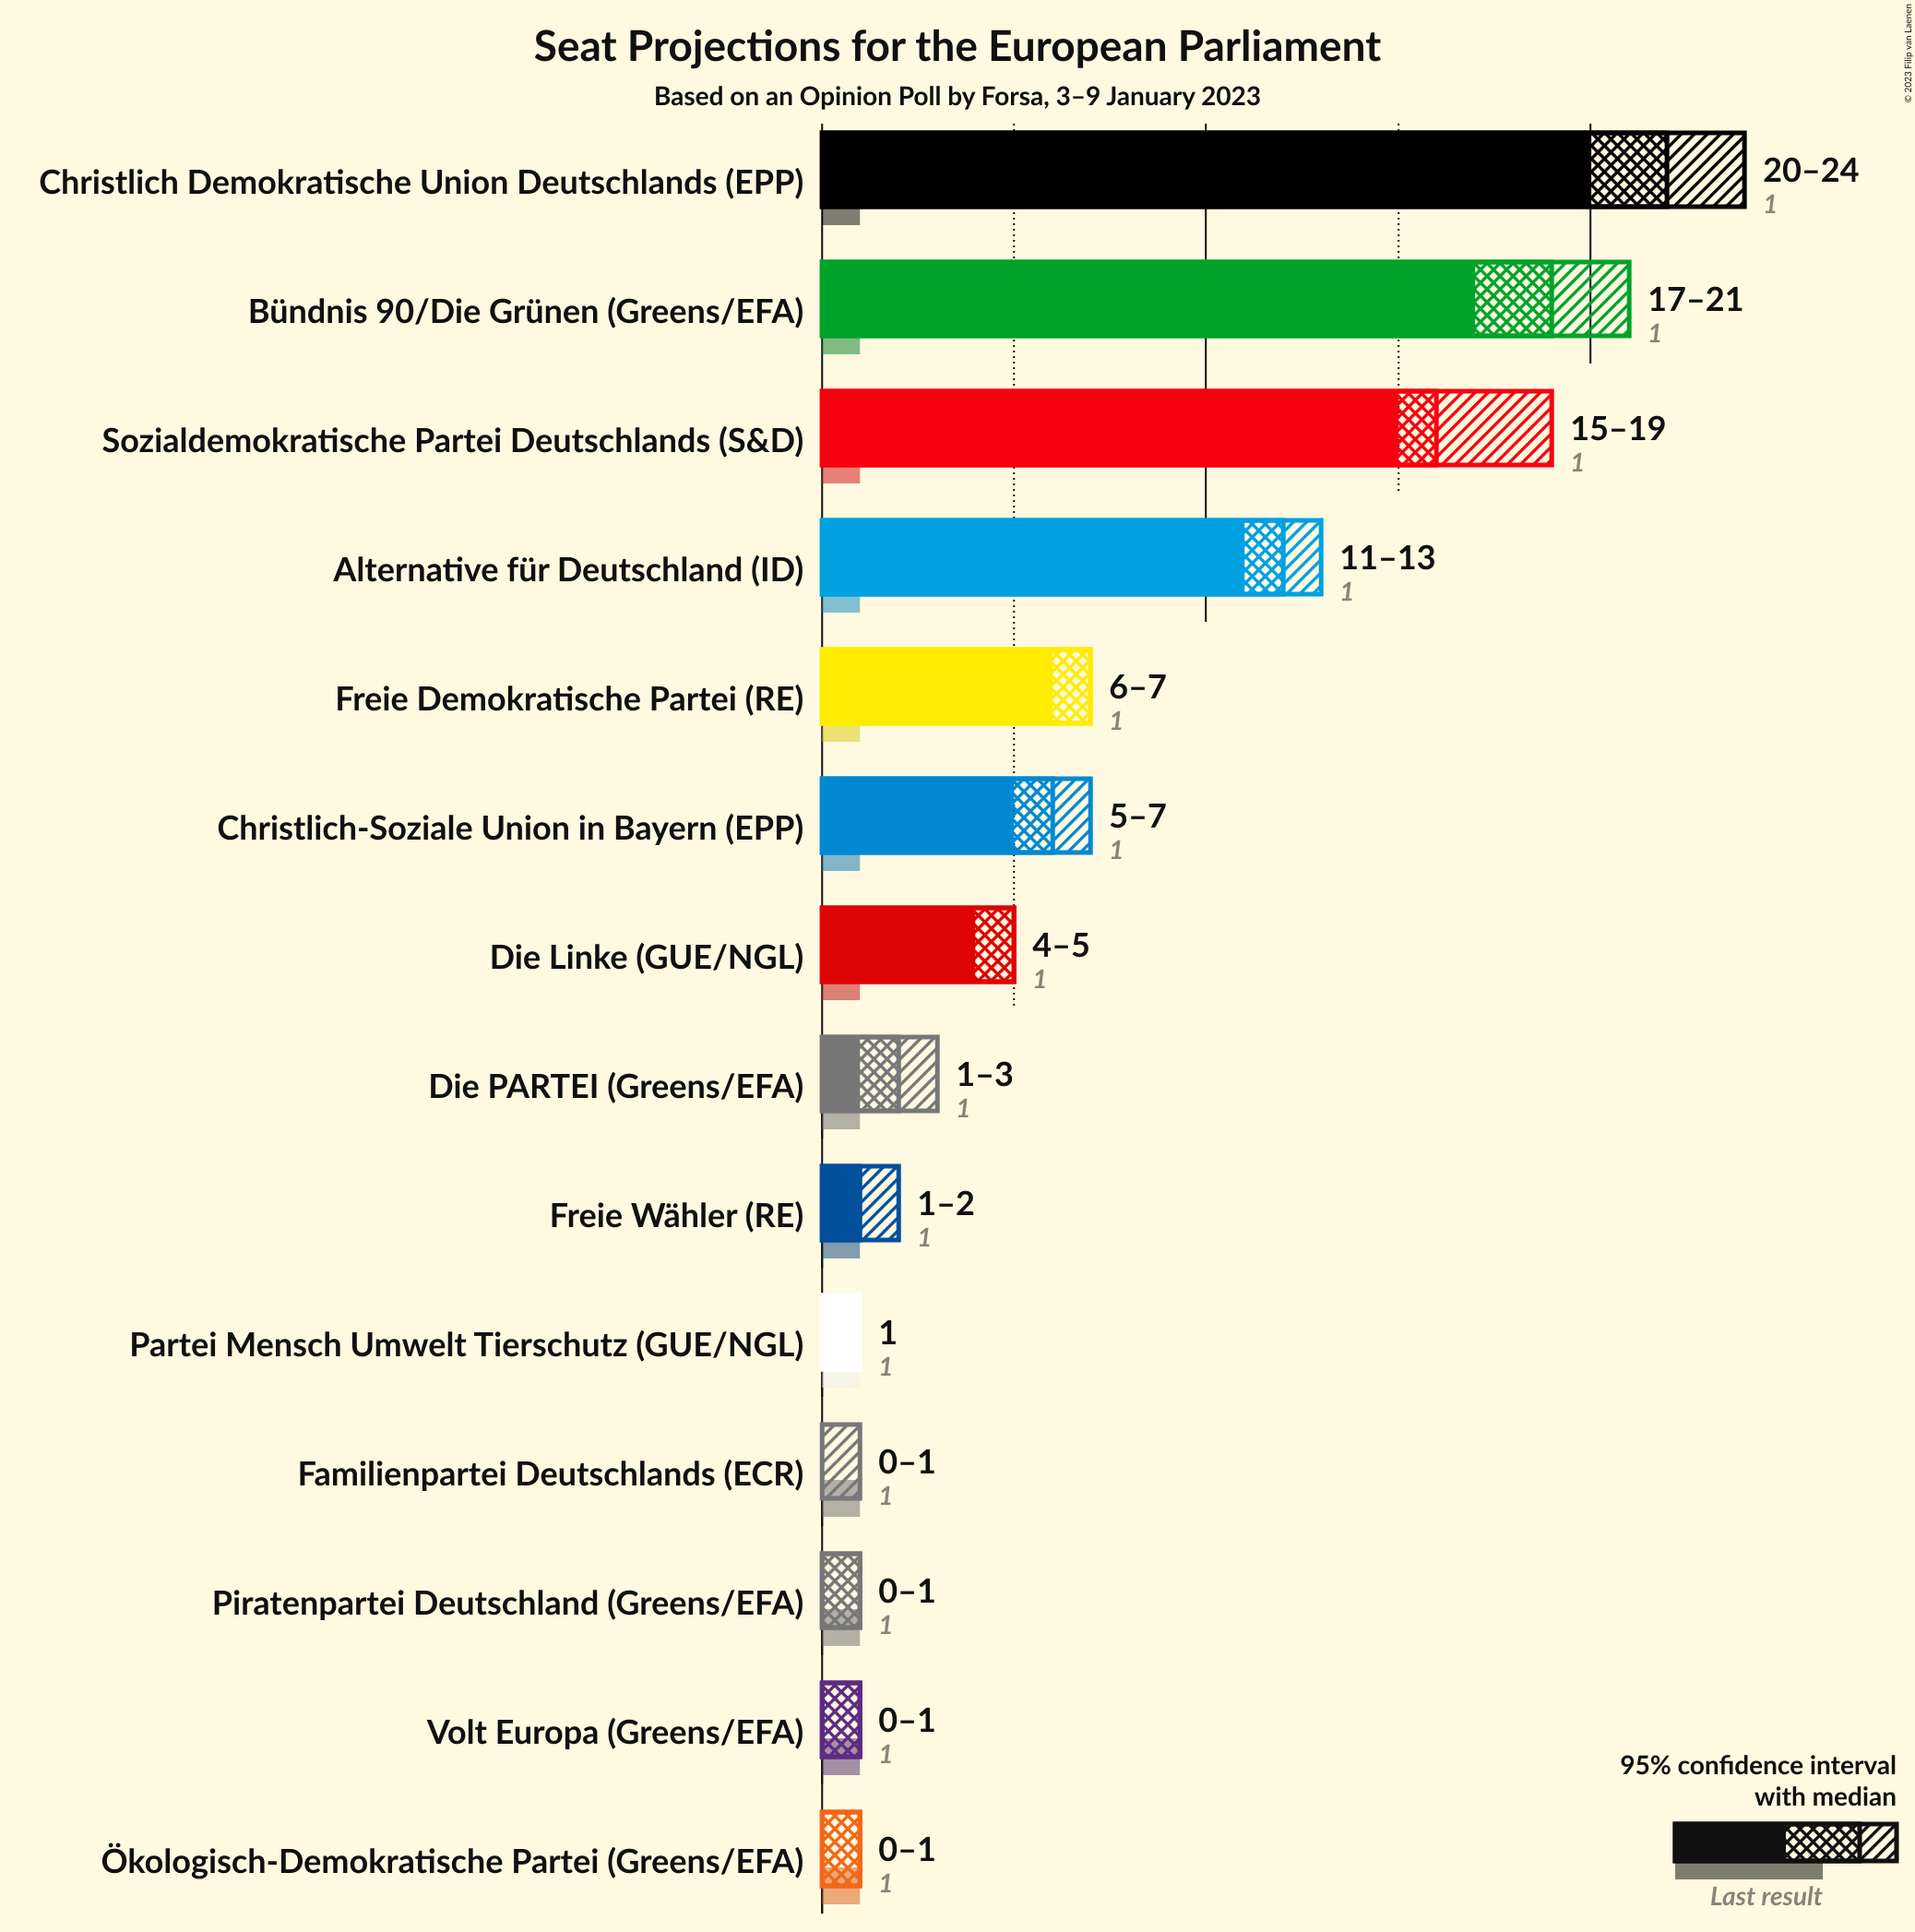 Seat Projections for the European Parliament
Based on an Opinion Poll by Forsa, 3–9 January 2023
© 2023 Filip van Laenen
Christlich Demokratische Union Deutschlands (EPP)
20–24
1
Bündnis 90/Die Grünen (Greens/EFA)
17–21
1
Sozialdemokratische Partei Deutschlands (S&D)
15–19
1
Alternative für Deutschland (ID)
11–13
1
Freie Demokratische Partei (RE)
6–7
1
Christlich-Soziale Union in Bayern (EPP)
5–7
1
Die Linke (GUE/NGL)
4–5
1
Die PARTEI (Greens/EFA)
1–3
1
Freie Wähler (RE)
1–2
1
Partei Mensch Umwelt Tierschutz (GUE/NGL)
1
1
Familienpartei Deutschlands (ECR)
0–1
1
Piratenpartei Deutschland (Greens/EFA)
0–1
1
Volt Europa (Greens/EFA)
0–1
1
Ökologisch-Demokratische Partei (Greens/EFA)
0–1
1
95% confidence interval
with median
Last result